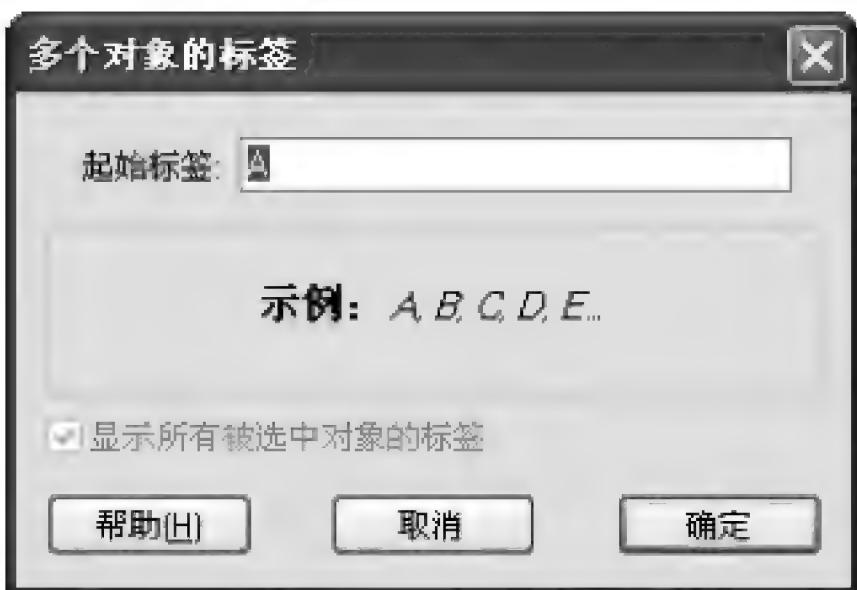 多个对象的标签
起始标签: A
示例: A, B, C, D, E...
显示所有被选中对象的标签
帮助(H) 取消 确定